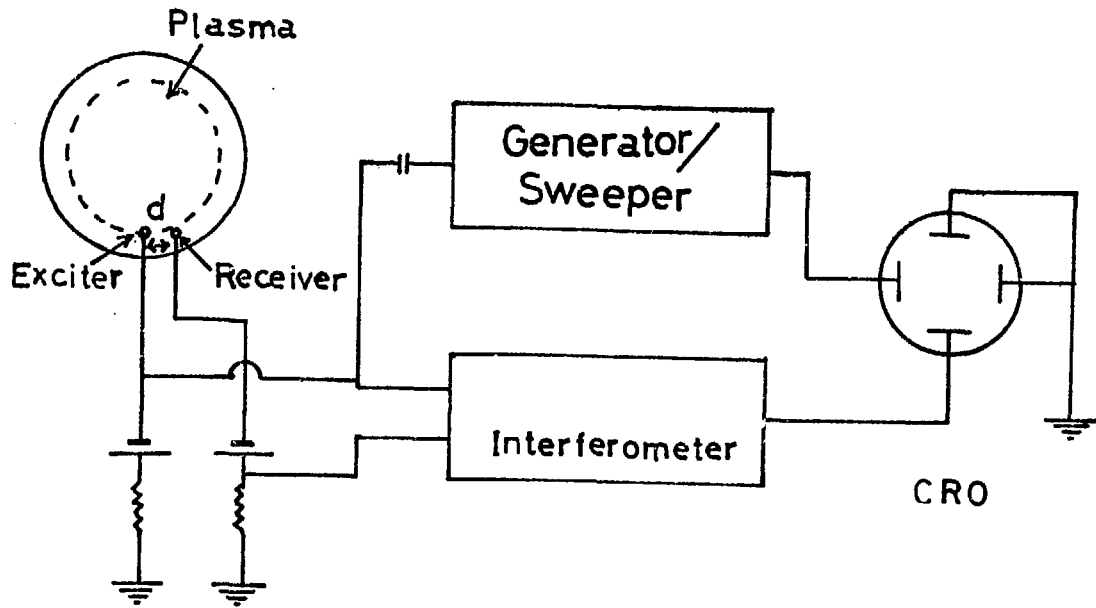 Plasma
d
Exciter
Receiver
Generator/
Sweeper
Interferometer
CRO